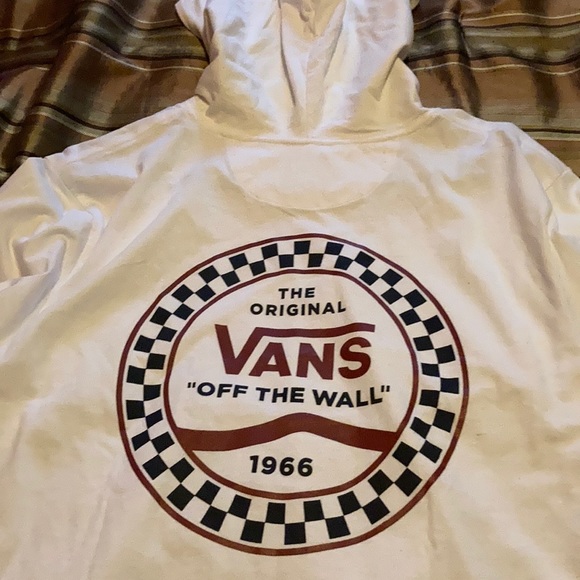 THE
ORIGINAL
VANS
"OFF THE WALL"
1966